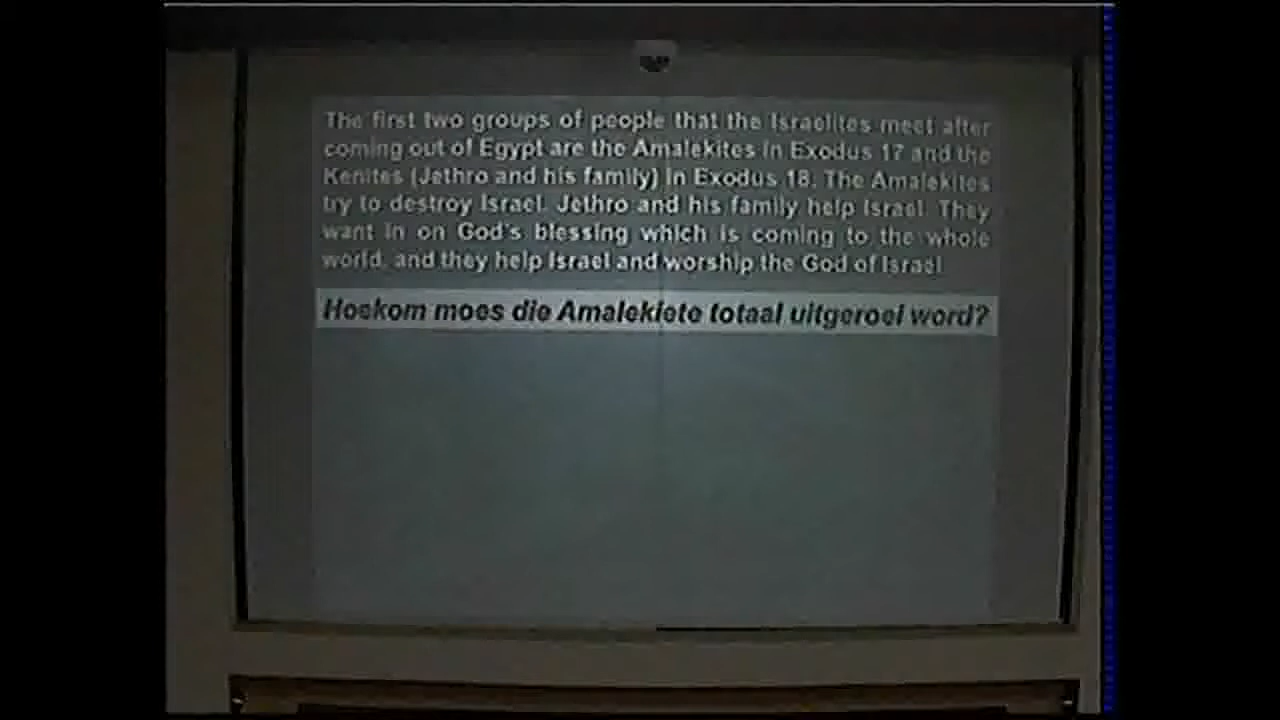 The first two groups of people that the Israelites meet after
coming out of Egypt are the Amalekites in Exodus 17 and the
Kenites (Jethro and his family) in Exodus 18. The Amalekites
try to destroy Israel. Jethro and his family help Israel. They
want in on God's blessing which is coming to the whole
world, and they help Israel and worship the God of Israel.
Hoekom moes die Amalekiete totaal uitgeroei word?